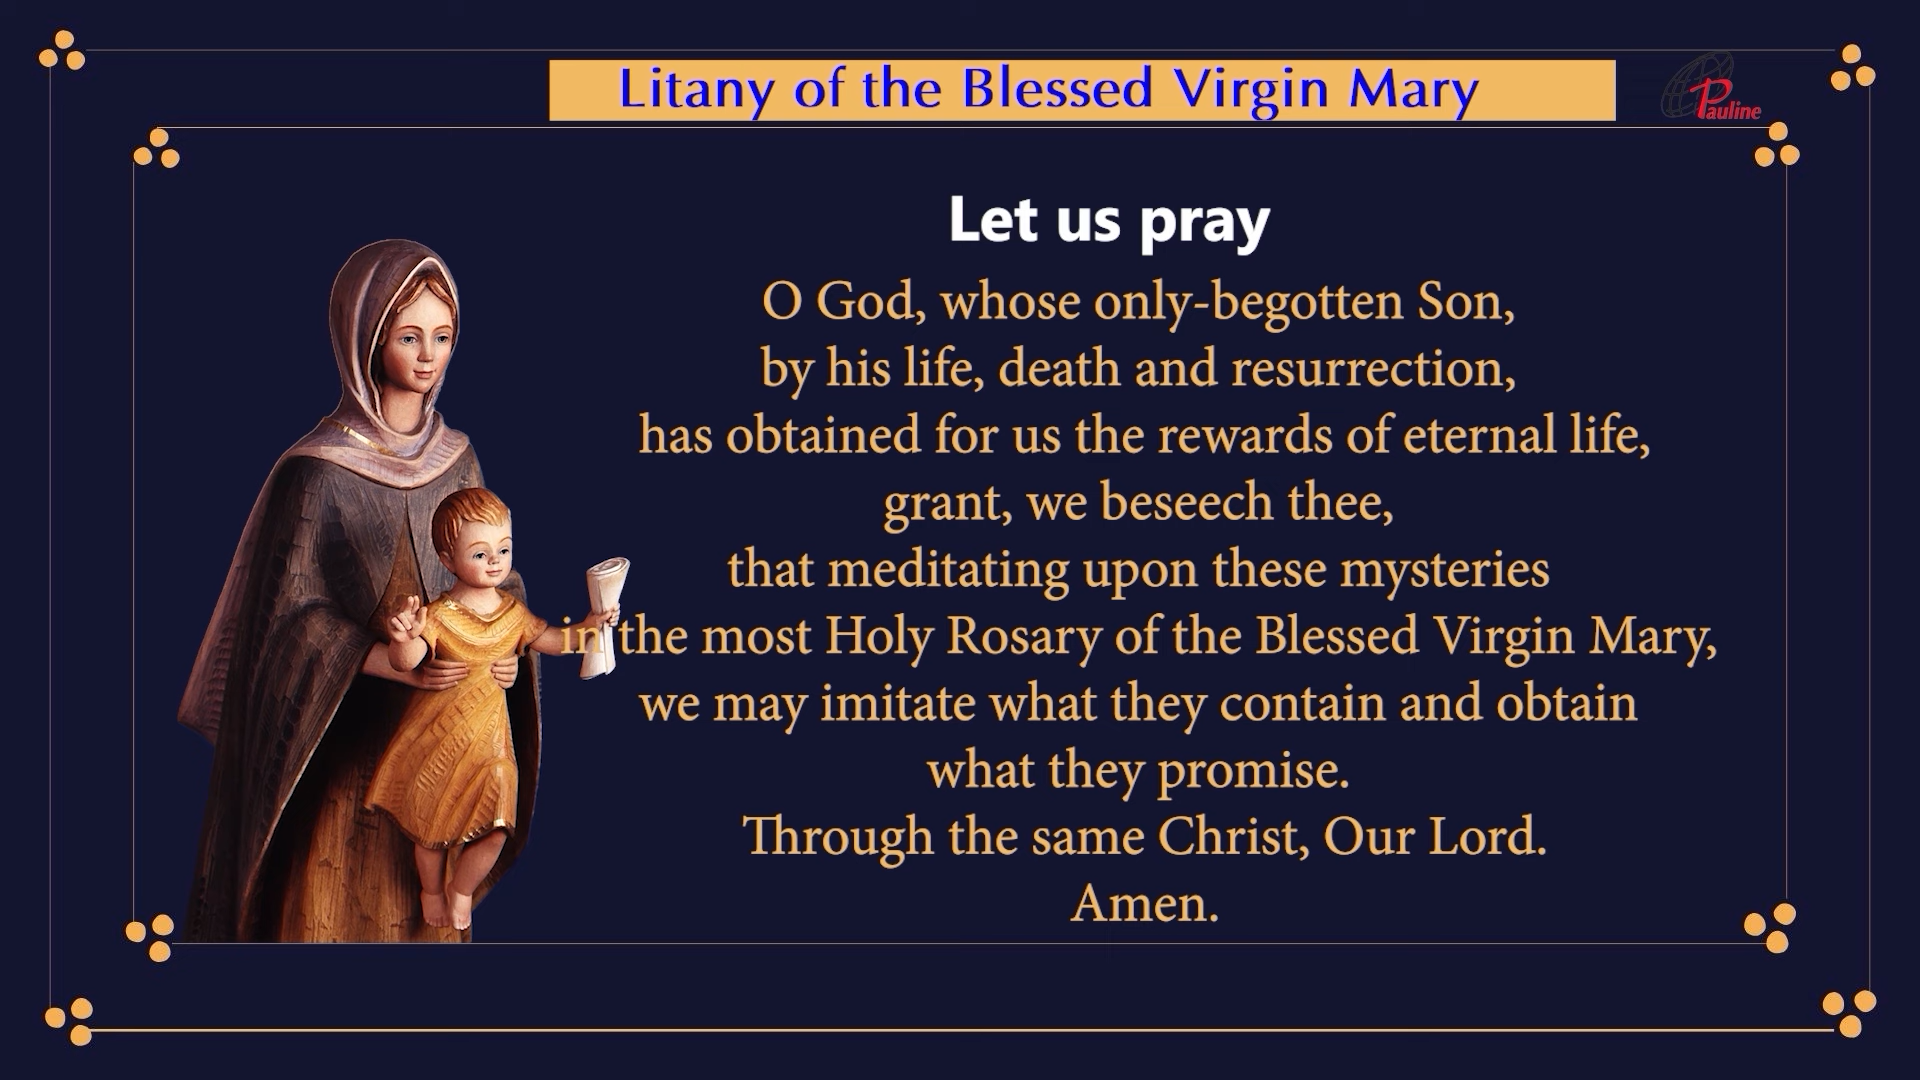 Litany of the Blessed Virgin Mary
Pauline
Let us pray
O God, whose only-begotten Son,
by his life, death and resurrection,
has obtained for us the rewards of eternal life,
grant, we beseech thee,
that meditating upon these mysteries
in the most Holy Rosary of the Blessed Virgin Mary,
we may imitate what they contain and obtain
what they promise.
Through the same Christ, Our Lord.
Amen.